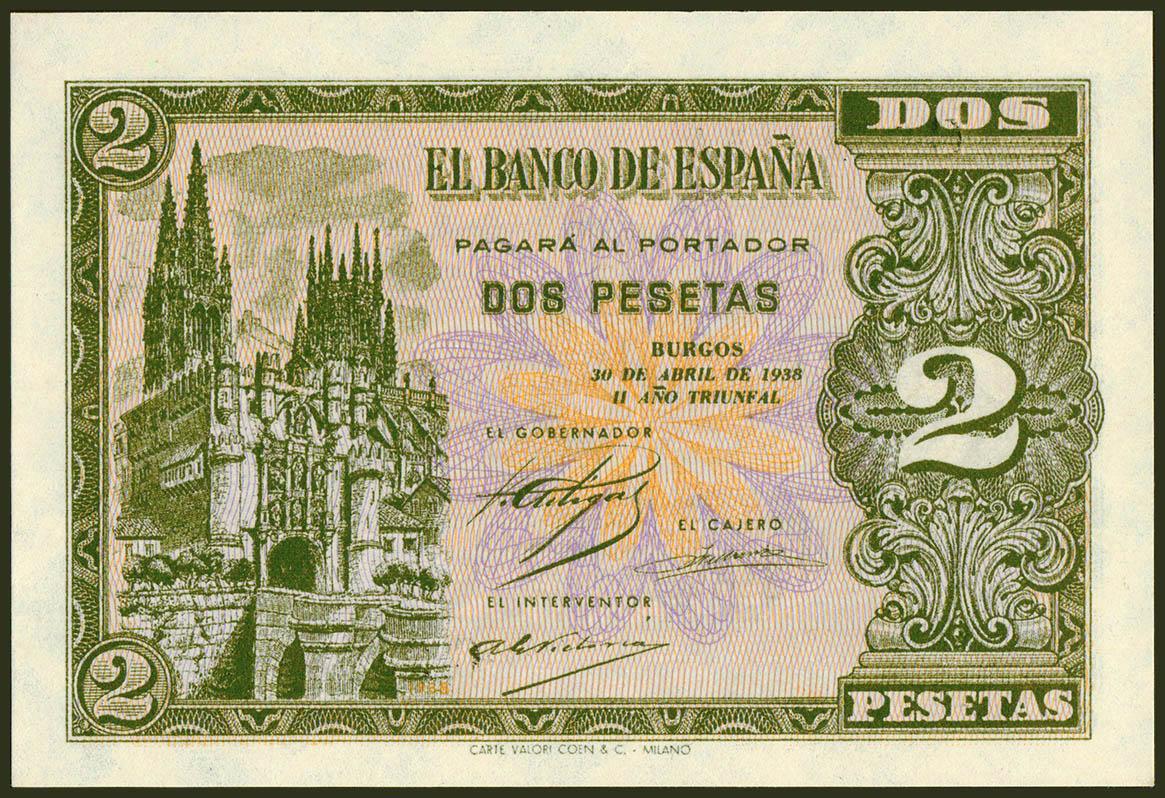 2
DOS
EL BANCO DE ESPAÑA
PAGARÁ AL PORTADOR
DOS PESETAS
BURGOS
30 DE ABRIL DE 1938
II AÑO TRIUNFAL
2
EL GOBERNADOR
EL CAJERO
EL INTERVENTOR
2
PESETAS
CARTE VALORI COEN & C. - MILANO